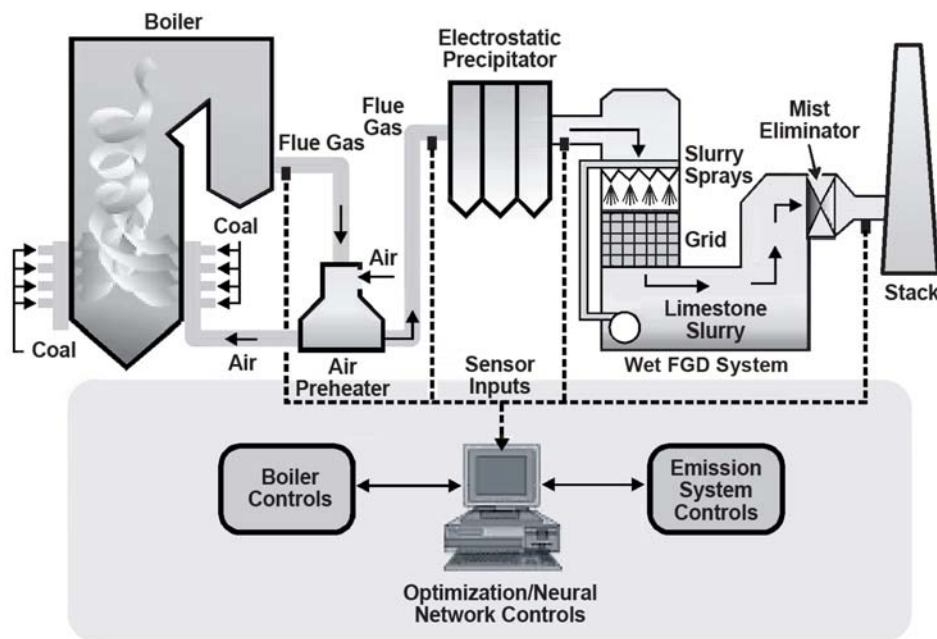 Boiler
Electrostatic
Precipitator
Flue
Gas
Flue Gas
Mist
Eliminator
Slurry
Sprays
Coal
Grid
Air
Stack
Limestone
Slurry
Coal
Air
Air
Preheater
Sensor
Inputs
Wet FGD System
Boiler
Controls
Emission
System
Controls
Optimization/Neural
Network Controls